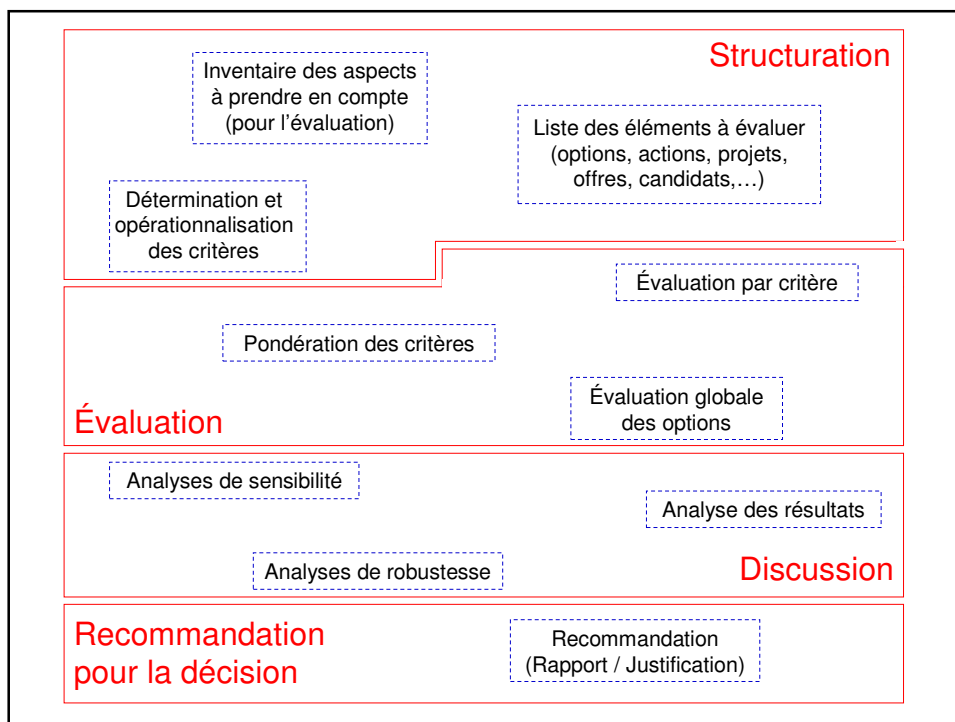 Structuration
Inventaire des aspects
à prendre en compte
(pour l'évaluation)
Liste des éléments à évaluer
(options, actions, projets,
offres, candidats,…)
Détermination et
opérationnalisation
des critères
Évaluation par critère
Pondération des critères
Évaluation globale
des options
Évaluation
Analyses de sensibilité
Analyse des résultats
Analyses de robustesse
Discussion
Recommandation
pour la décision
Recommandation
(Rapport / Justification)